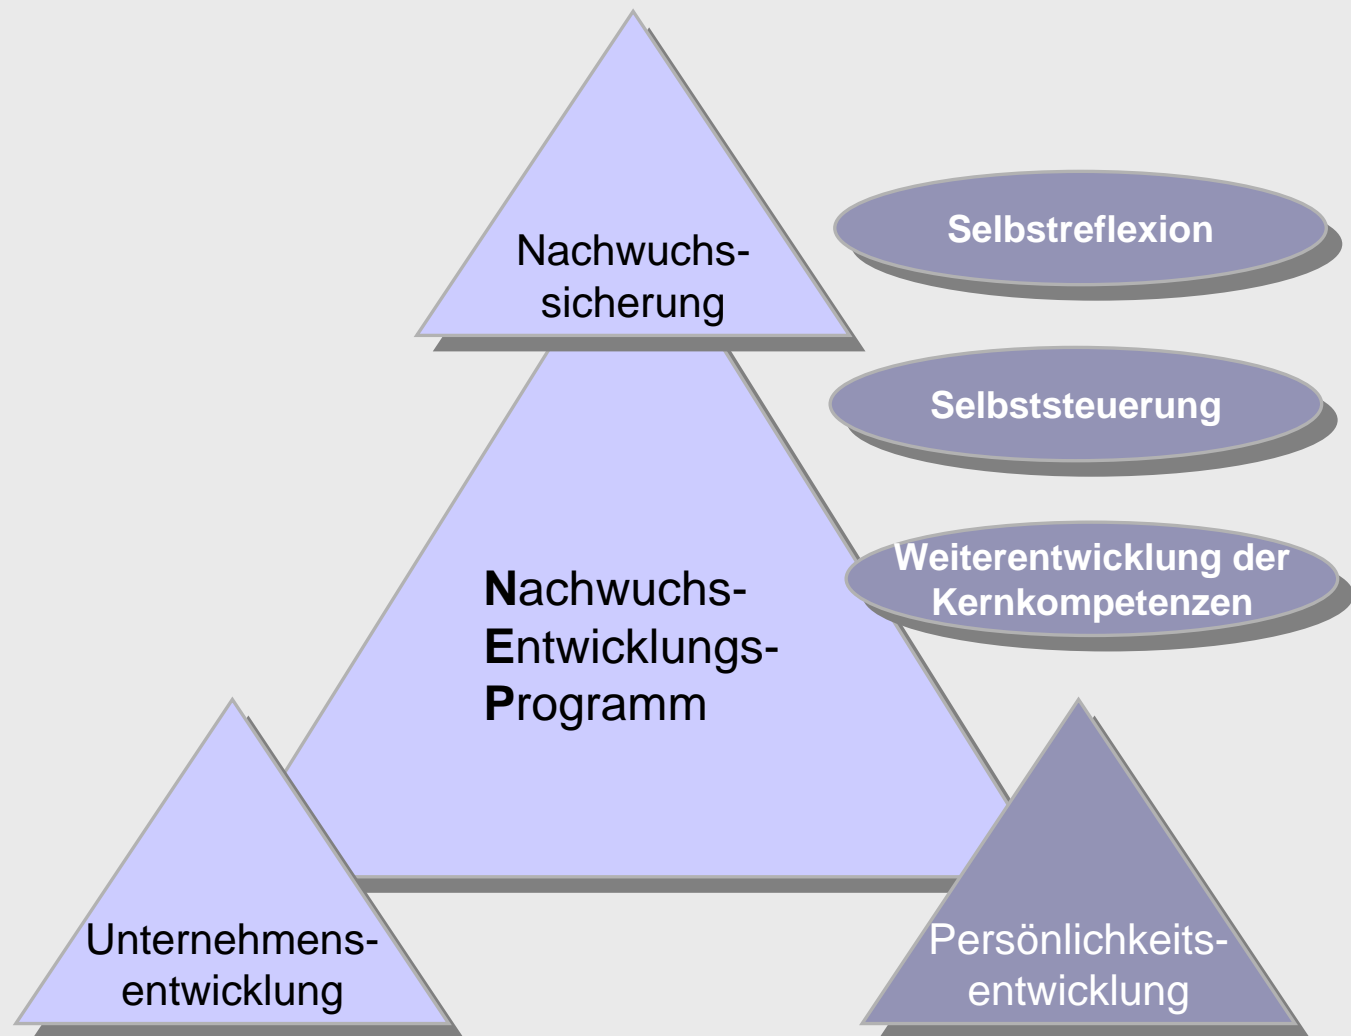 Nachwuchs-
sicherung
Selbstreflexion
Selbststeuerung
Weiterentwicklung der
Kernkompetenzen
Nachwuchs-
Entwicklungs-
Programm
Unternehmens-
entwicklung
Persönlichkeits-
entwicklung